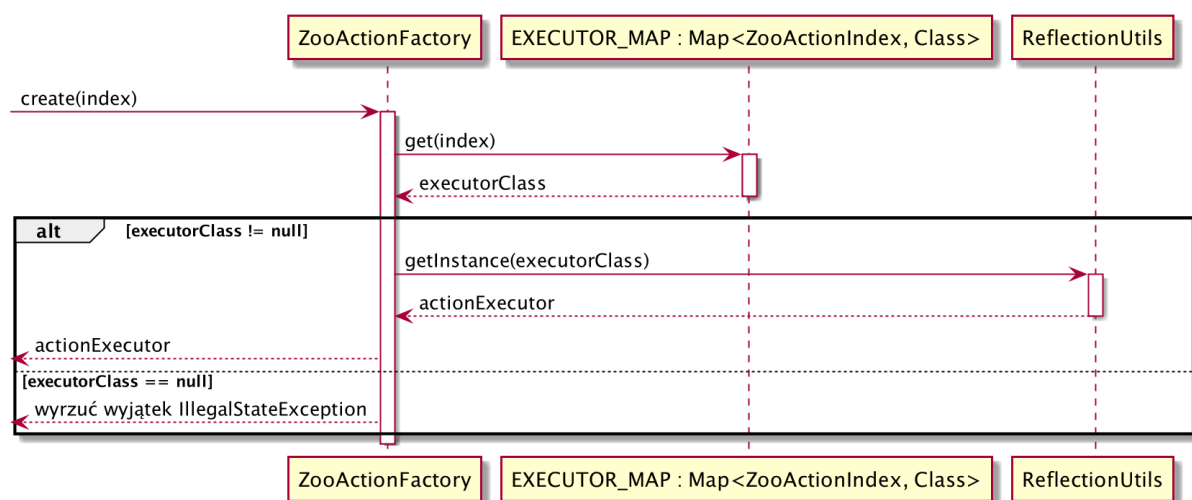 ZooActionFactory
EXECUTOR_MAP : Map<ZooActionIndex, Class>
ReflectionUtils
create(index)
get(index)
executorClass
alt
[executorClass != null]
getInstance(executorClass)
actionExecutor
actionExecutor
[executorClass == null]
wyrzuć wyjątek IllegalStateException
ZooActionFactory
EXECUTOR_MAP : Map<ZooActionIndex, Class>
ReflectionUtils